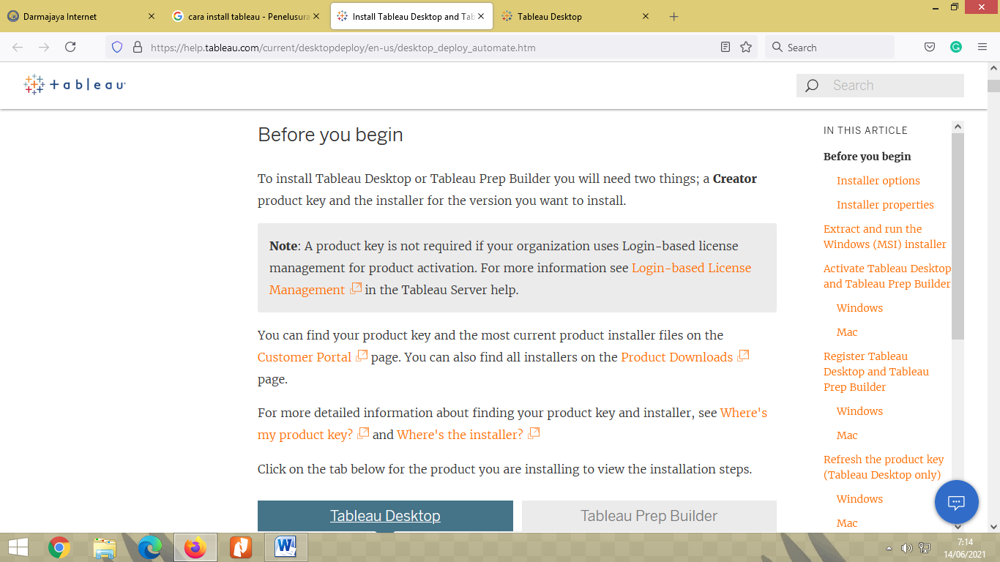 Darmajaya Internet
cara install tableau - Penelusura
Install Tableau Desktop and Tab
Tableau Desktop
https://help.tableau.com/current/desktopdeploy/en-us/desktop_deploy_automate.htm
Search
+ a b l e a u
Search
Before you begin
To install Tableau Desktop or Tableau Prep Builder you will need two things; a Creator
product key and the installer for the version you want to install.
Note: A product key is not required if your organization uses Login-based license
management for product activation. For more information see Login-based License
Management in the Tableau Server help.
You can find your product key and the most current product installer files on the
Customer Portal page. You can also find all installers on the Product Downloads
page.
For more detailed information about finding your product key and installer, see Where's
my product key? and Where's the installer?
Click on the tab below for the product you are installing to view the installation steps.
Tableau Desktop
Tableau Prep Builder
IN THIS ARTICLE
Before you begin
Installer options
Installer properties
Extract and run the
Windows (MSI) installer
Activate Tableau Desktop
and Tableau Prep Builder
Windows
Mac
Register Tableau
Desktop and Tableau
Prep Builder
Windows
Mac
Refresh the product key
(Tableau Desktop only)
Windows
Mac
7:14
14/06/2021